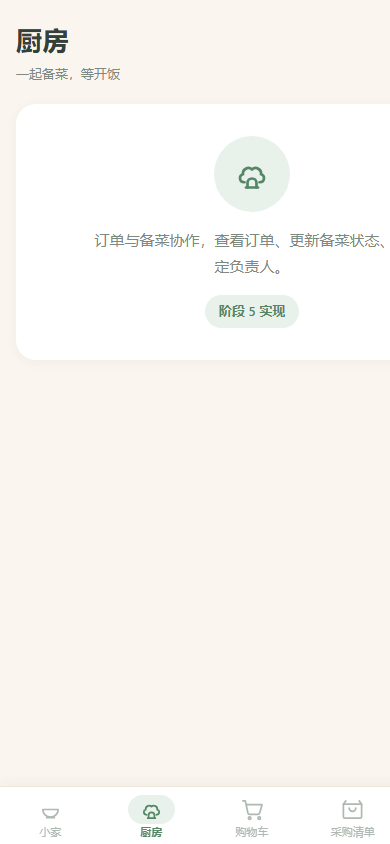 厨房
一起备菜，等开饭
订单与备菜协作，查看订单、更新备菜状态、
定负责人。
阶段 5 实现
小家
厨房
购物车
采购清单